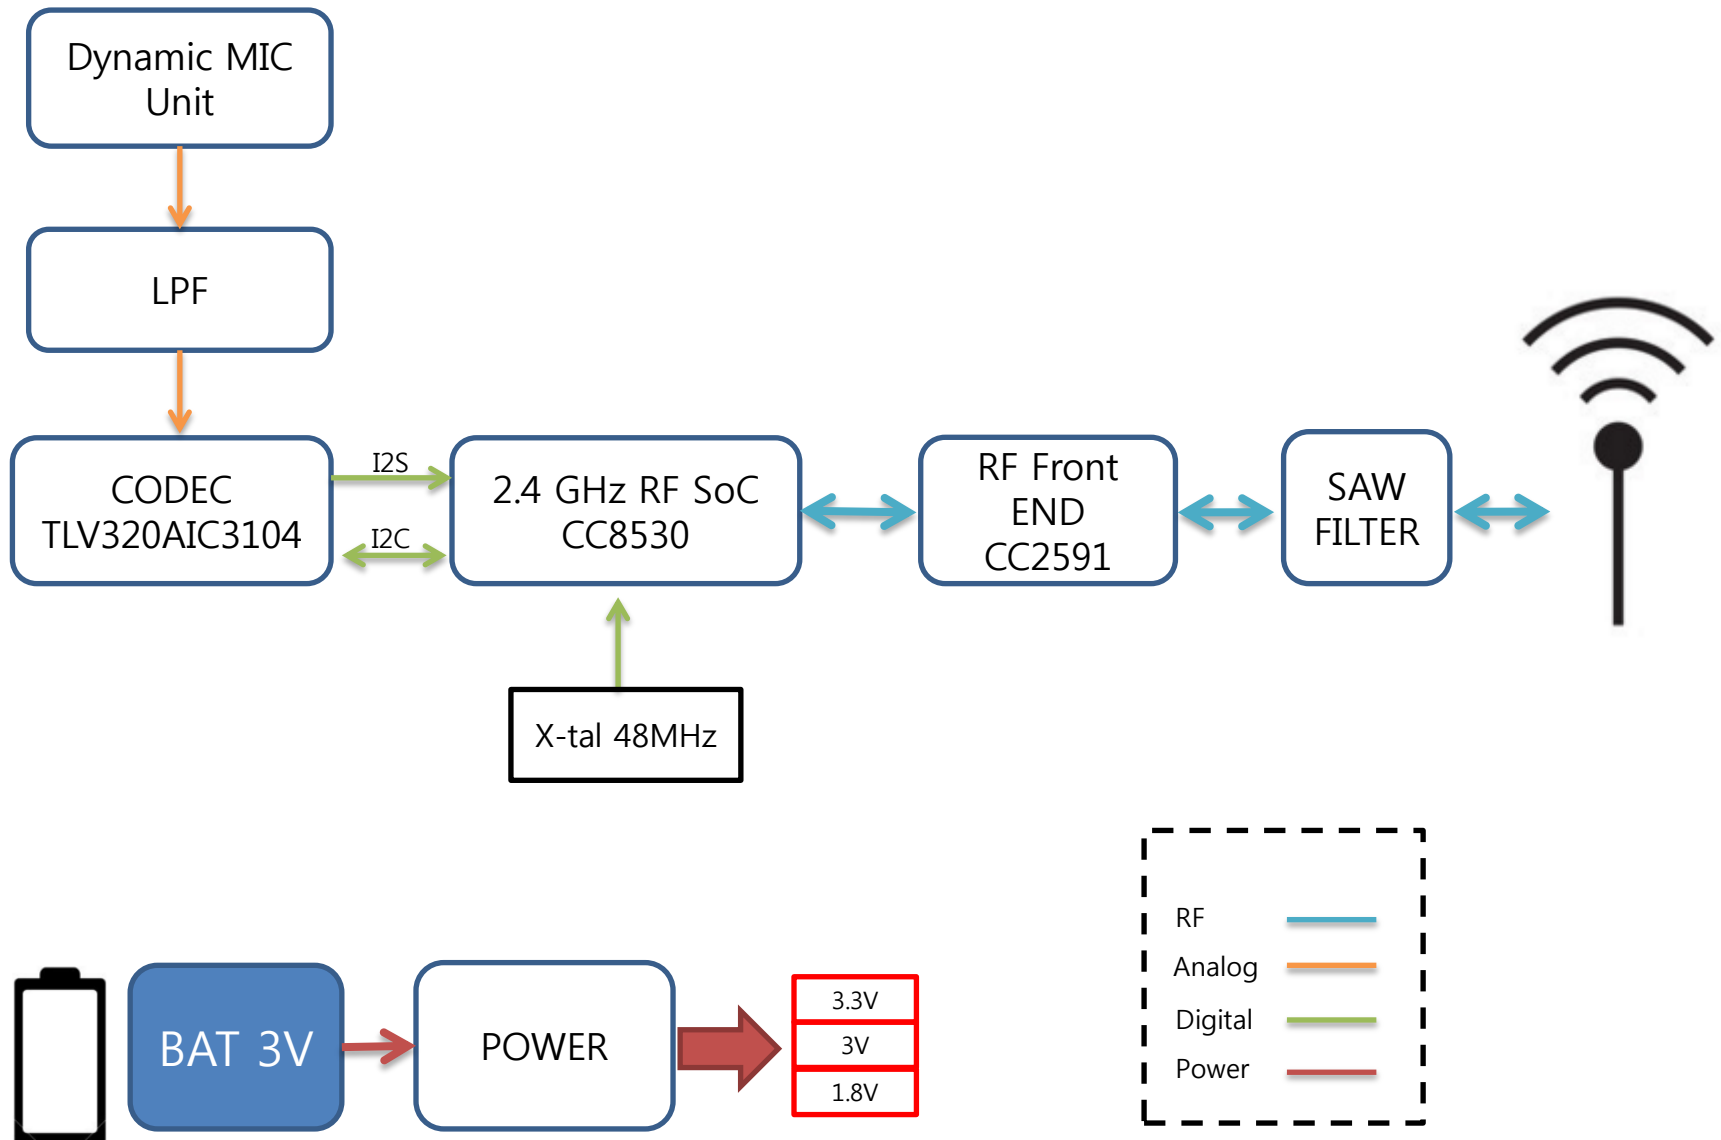 Dynamic MIC
Unit
LPF
CODEC
TLV320AIC3104
I2S
I2C
2.4 GHz RF SoC
CC8530
RF Front
END
CC2591
SAW
FILTER
X-tal 48MHz
BAT 3V
POWER
3.3V
3V
1.8V
RF
Analog
Digital
Power